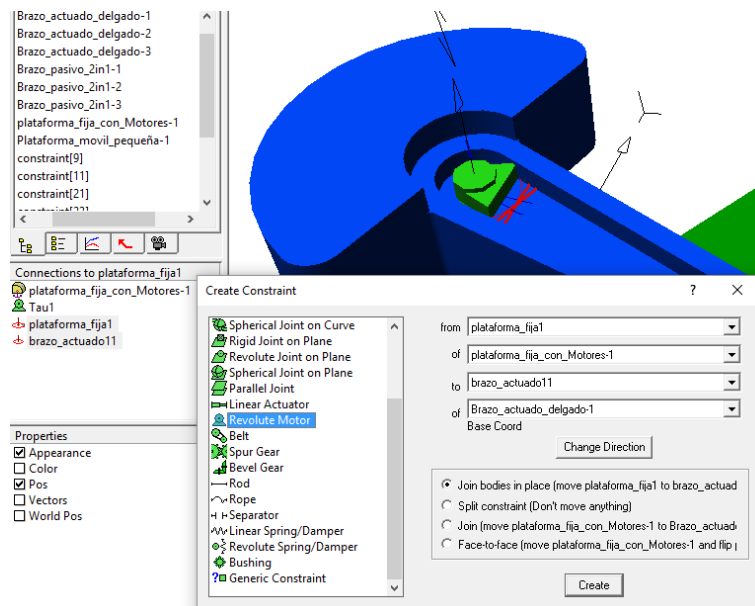 Brazo_actuado_delgado-1
Brazo_actuado_delgado-2
Brazo_actuado_delgado-3
Brazo_pasivo_2in1-1
Brazo_pasivo_2in1-2
Brazo_pasivo_2in1-3
plataforma_fija_con_Motores-1
Plataforma_movil_pequeña-1
constraint[9]
constraint[11]
constraint[21]
Connections to plataforma_fija1
plataforma_fija_con_Motores-1
Tau1
plataforma_fija1
brazo_actuado11
Properties
Appearance
Color
Pos
Vectors
World Pos
Create Constraint
? ×
Spherical Joint on Curve
Rigid Joint on Plane
Revolute Joint on Plane
Spherical Joint on Plane
Parallel Joint
Linear Actuator
Revolute Motor
Belt
Spur Gear
Bevel Gear
Rod
Rope
Separator
Linear Spring/Damper
Revolute Spring/Damper
Bushing
Generic Constraint
from plataforma_fija1
of plataforma_fija_con_Motores-1
to brazo_actuado11
of Brazo_actuado_delgado-1
Base Coord
Change Direction
Join bodies in place (move plataforma_fija1 to brazo_actuad
Split constraint (Don't move anything)
Join (move plataforma_fija_con_Motores-1 to Brazo_actuado
Face-to-face (move plataforma_fija_con_Motores-1 and flip
Create